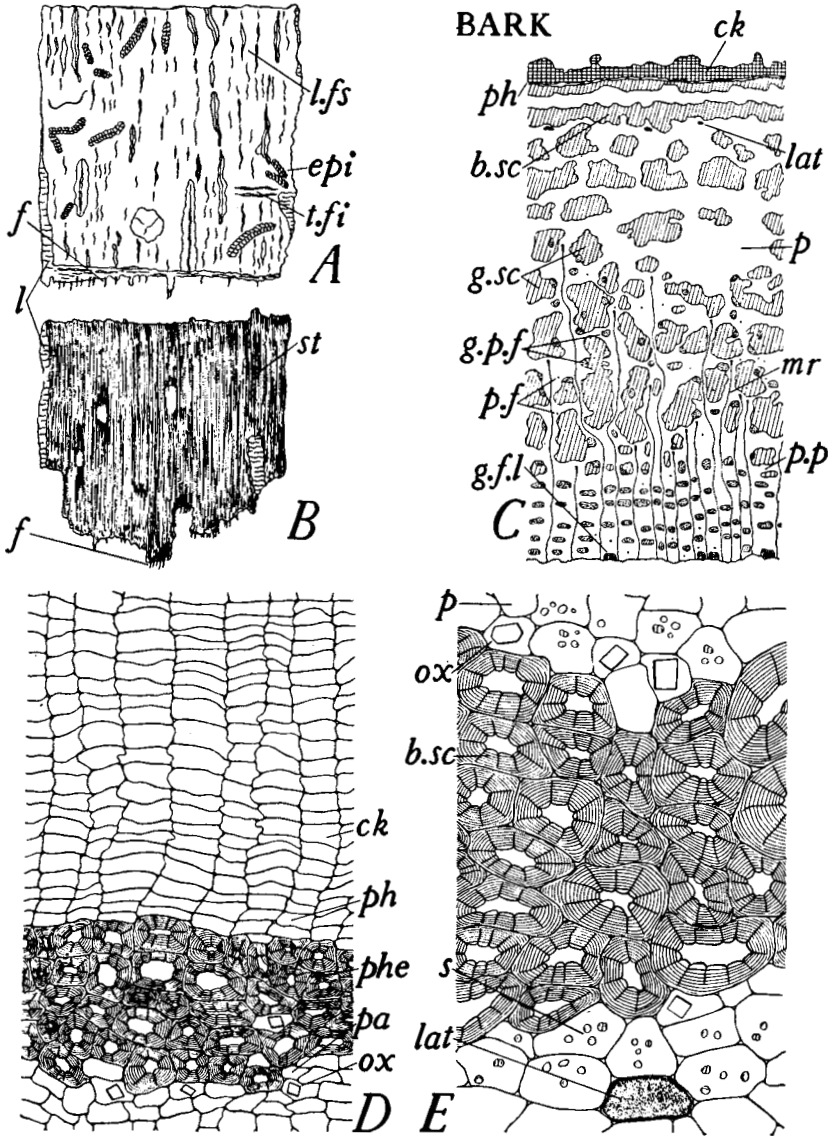 BARK
ck
l.fs
ph
epi
b.sc
lat
f
t.fi
A
p
g.sc
l
st
g.p.f
mr
p.f
p.p
g.f.l
B
C
f
p
ox
b.sc
ck
ph
phe
s
pa
lat
ox
D
E